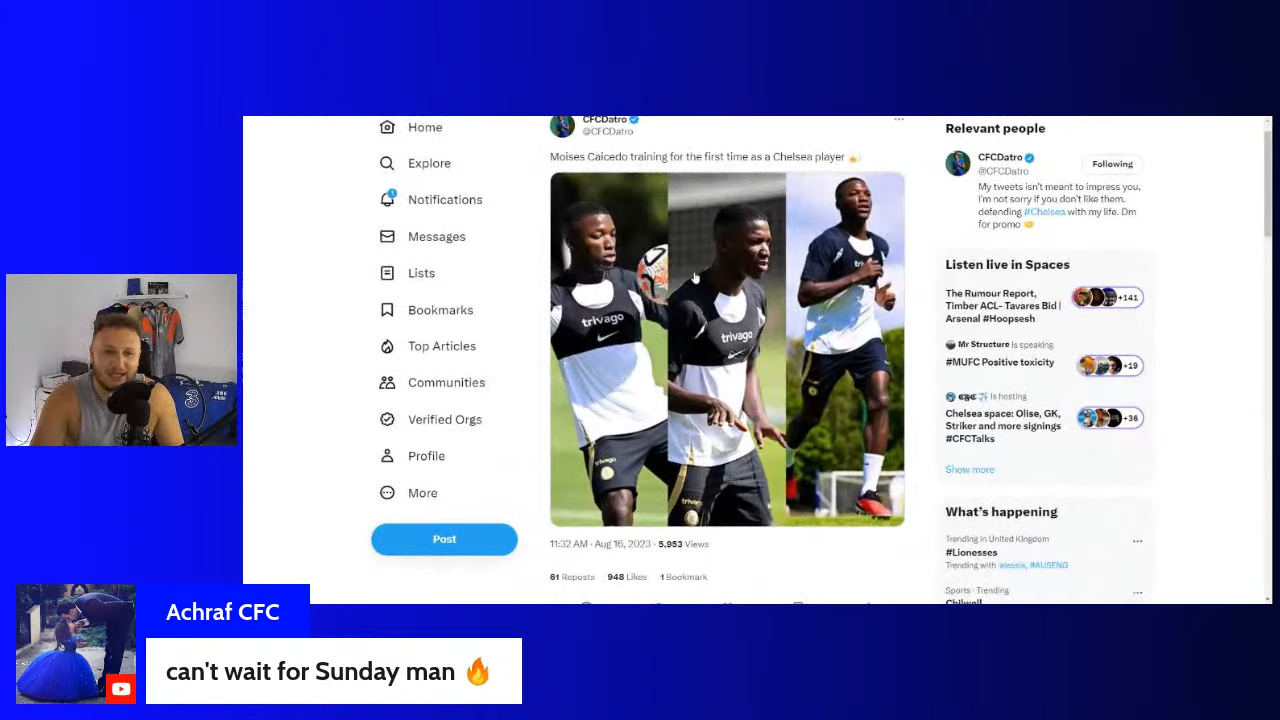 Home
Explore
Notifications
Messages
Lists
Bookmarks
Top Articles
Communities
Verified Orgs
Profile
More
Post
CFCDatro
@CFCDatro
Moises Caicedo training for the first time as a Chelsea player
trivago
trivago
triv
trivago
trivago
11:32 AM · Aug 16, 2023 · 5,953 Views
61 Reposts 948 Likes 1 Bookmark
Relevant people
CFCDatro
@CFCDatro
Following
My tweets isn't meant to impress you,
I'm not sorry if you don't like them.
defending #Chelsea with my life. Dm
for promo
Listen live in Spaces
The Rumour Report,
Timber ACL- Tavares Bid |
Arsenal #Hoopsesh
+141
Mr Structure is speaking
#MUFC Positive toxicity
+19
is hosting
Chelsea space: Olise, GK,
Striker and more signings
#CFCTalks
+36
Show more
What's happening
Trending in United Kingdom
#Lionesses
Trending with alessia, #AUSENG
Sports · Trending
Chilwell
Achraf CFC
can't wait for Sunday man 🔥